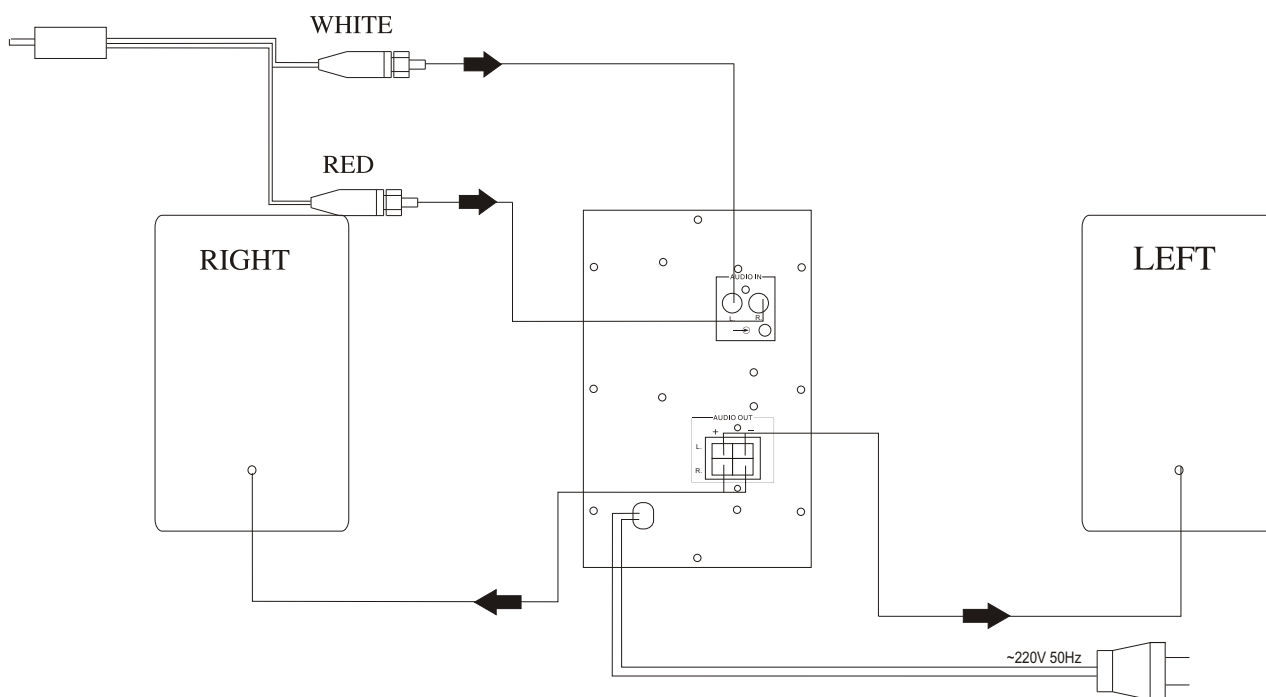 WHITE
RED
RIGHT
LEFT
AUDIO IN
L. R.
AUDIO OUT
+ −
L.
R.
~220V 50Hz